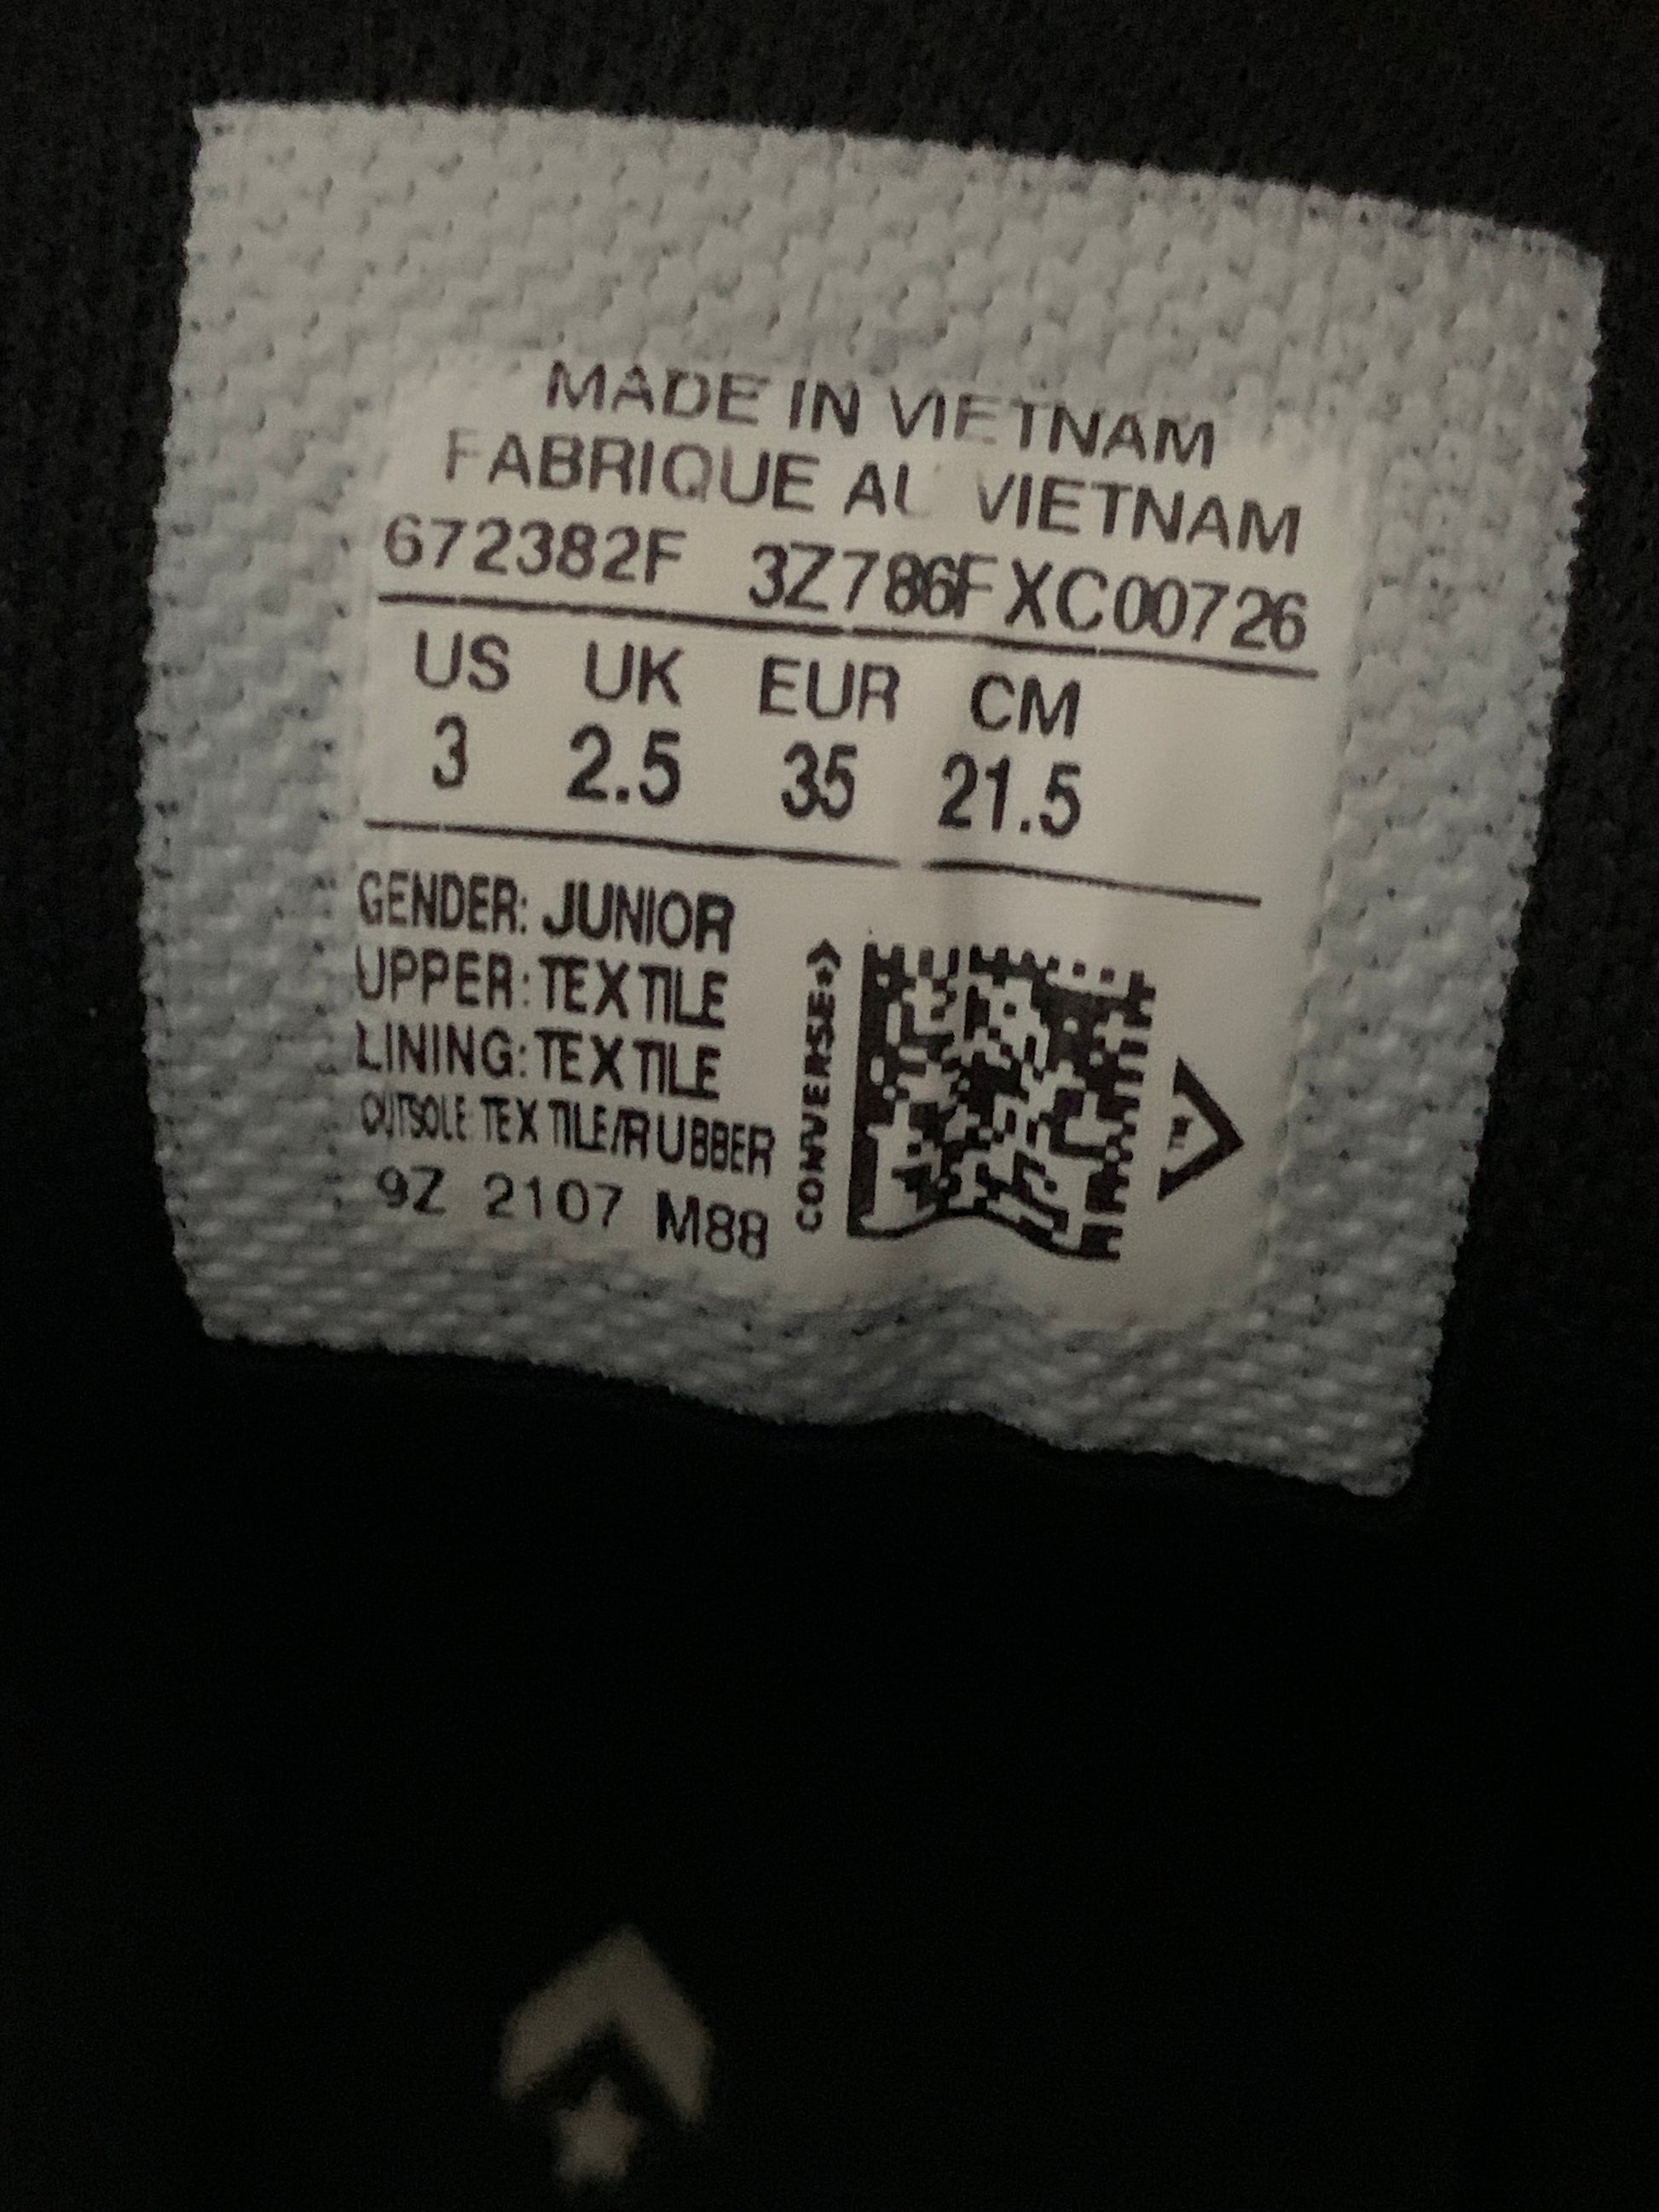 MADE IN VIETNAM
FABRIQUE AU VIETNAM
672382F 3Z786FXC00726
US UK EUR CM
3 2.5 35 21.5
GENDER: JUNIOR
UPPER: TEXTILE
LINING: TEXTILE
OUTSOLE TEXTILE/RUBBER
9Z 2107 M88
CONVERSE